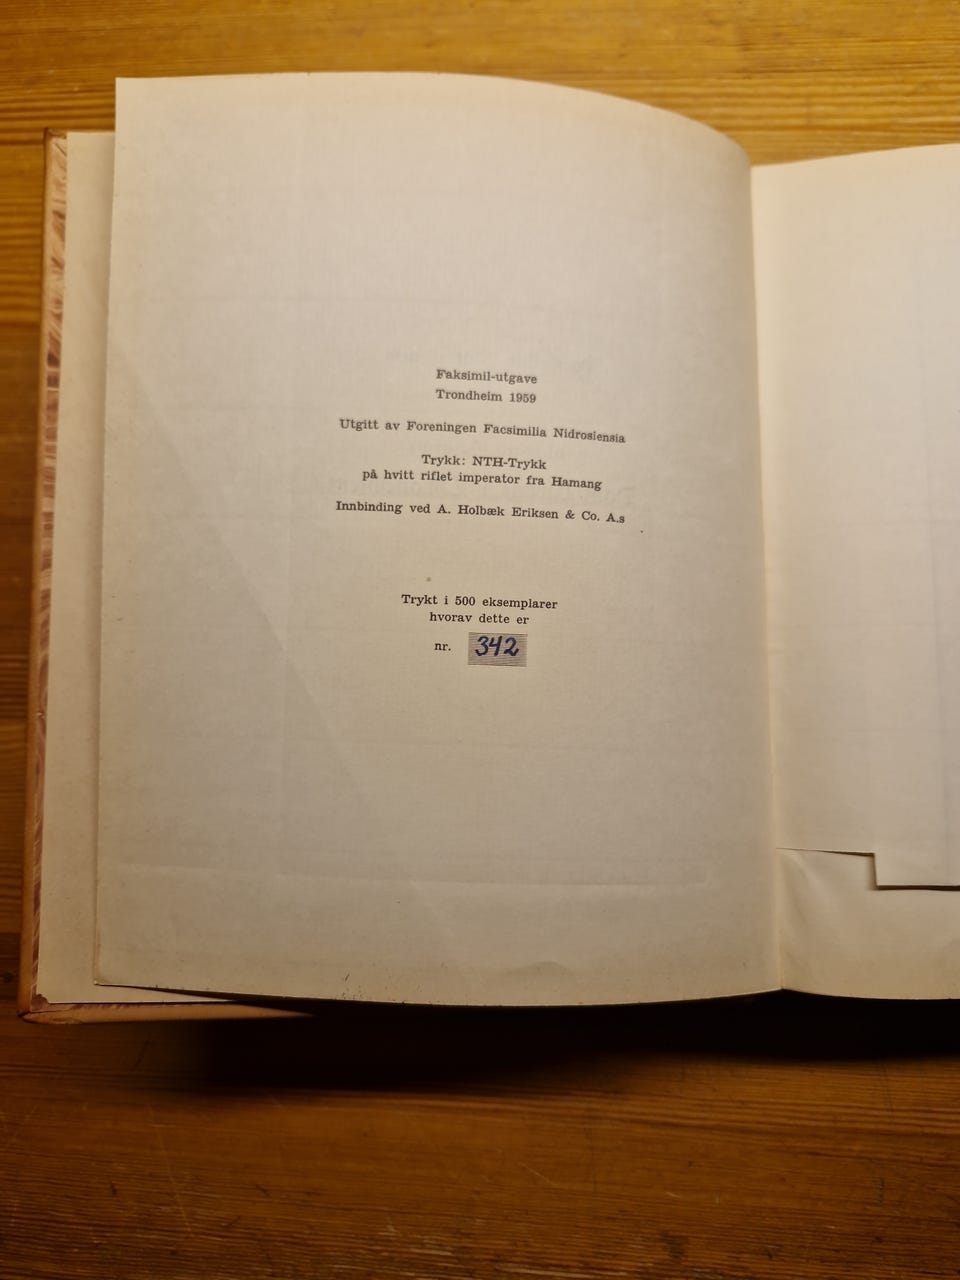 Faksimil-utgave
Trondheim 1959
Utgitt av Foreningen Facsimilia Nidrosiensia
Trykk: NTH-Trykk
på hvitt riflet imperator fra Hamang
Innbinding ved A. Holbæk Eriksen & Co. A.s
Trykt i 500 eksemplarer
hvorav dette er
nr. 342